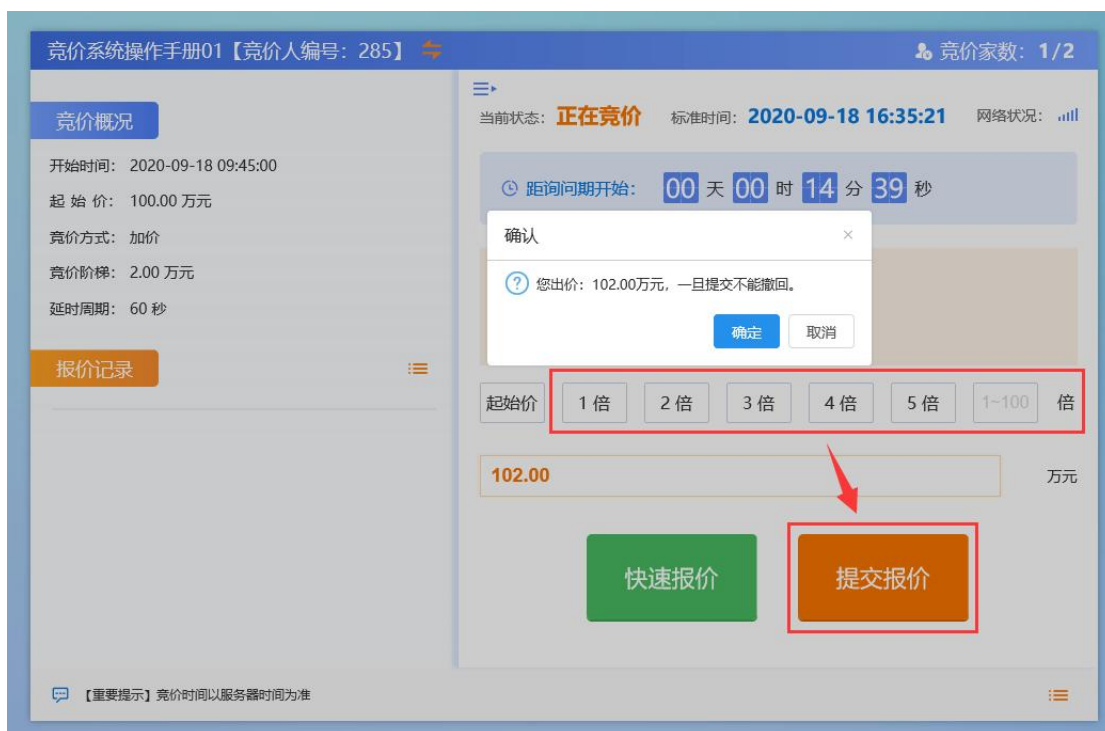 竞价系统操作手册01【竞价人编号：285】
竞价家数：1/2
竞价概况
开始时间： 2020-09-18 09:45:00
起 始 价： 100.00 万元
竞价方式： 加价
竞价阶梯： 2.00 万元
延时周期： 60 秒
报价记录
当前状态：正在竞价 标准时间：2020-09-18 16:35:21 网络状况：
距询问期开始： 00 天 00 时 14 分 39 秒
确认 ×
? 您出价：102.00万元，一旦提交不能撤回。
确定 取消
起始价 1 倍 2 倍 3 倍 4 倍 5 倍 1~100 倍
102.00 万元
快速报价 提交报价
【重要提示】竞价时间以服务器时间为准